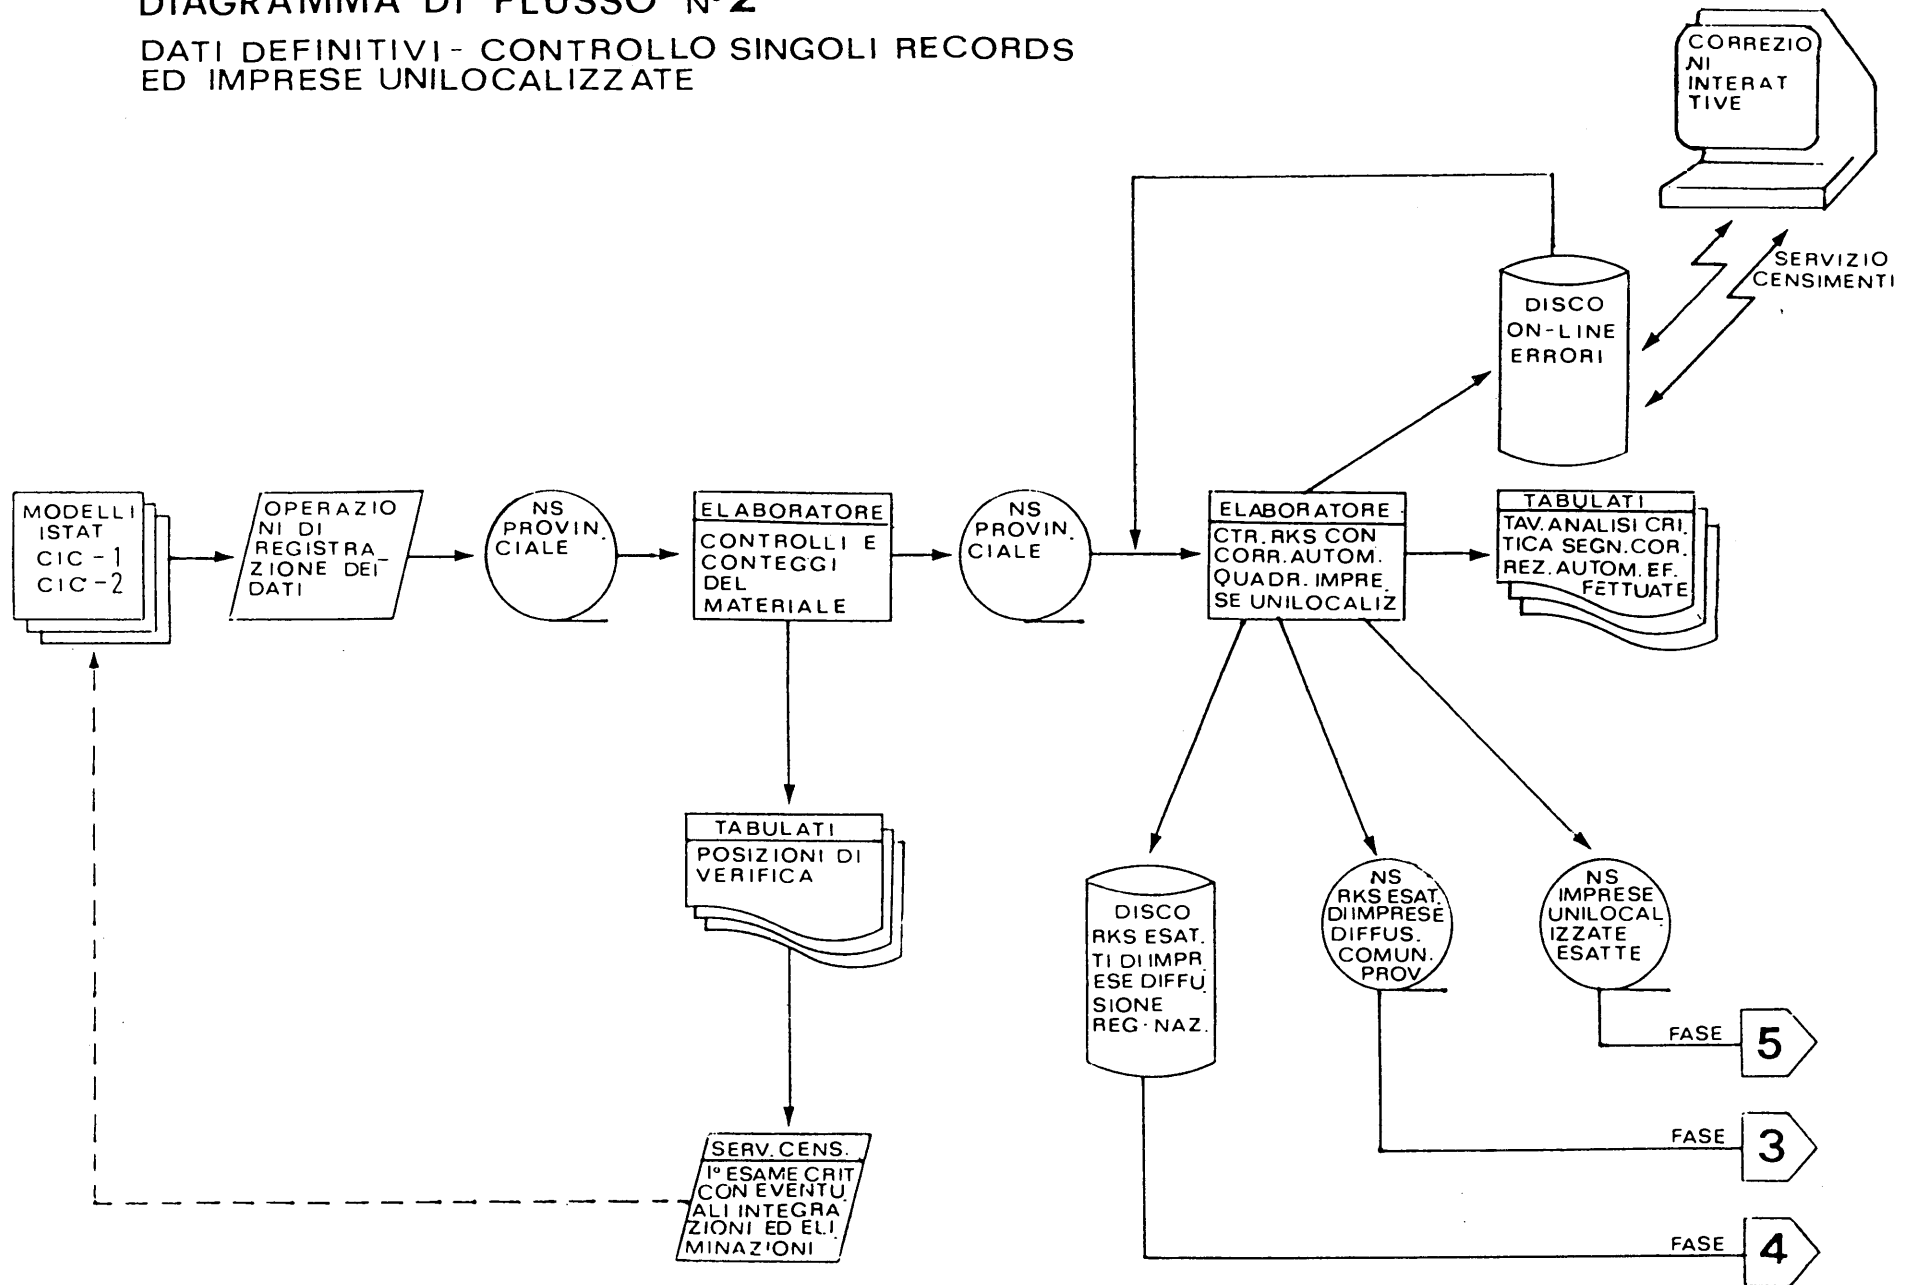 DIAGRAMMA DI FLUSSO N° 2
DATI DEFINITIVI - CONTROLLO SINGOLI RECORDS
ED IMPRESE UNILOCALIZZATE
CORREZIO
NI
INTERAT
TIVE
SERVIZIO
CENSIMENTI
DISCO
ON-LINE
ERRORI
MODELLI
ISTAT
CIC-1
CIC-2
OPERAZIO
NI DI
REGISTRA_
ZIONE DEI
DATI
NS
PROVIN.
CIALE
ELABORATORE
CONTROLLI E
CONTEGGI
DEL
MATERIALE
NS
PROVIN.
CIALE
ELABORATORE
CTR. RKS CON
CORR. AUTOM.
QUADR. IMPRE.
SE UNILOCALIZ
TABULATI
TAV. ANALISI CRI.
TICA SEGN. COR.
REZ. AUTOM. EF.
FETTUATE
TABULATI
POSIZIONI DI
VERIFICA
DISCO
RKS ESAT.
TI DI IMPR.
ESE DIFFU.
SIONE
REG. NAZ.
NS
RKS ESAT.
DI IMPRESE
DIFFUS.
COMUN.
PROV.
NS
IMPRESE
UNILOCAL
IZZATE
ESATTE
FASE 5
FASE 3
SERV. CENS.
1° ESAME CRIT
CON EVENTU.
ALI INTEGRA
ZIONI ED ELI.
MINAZIONI
FASE 4